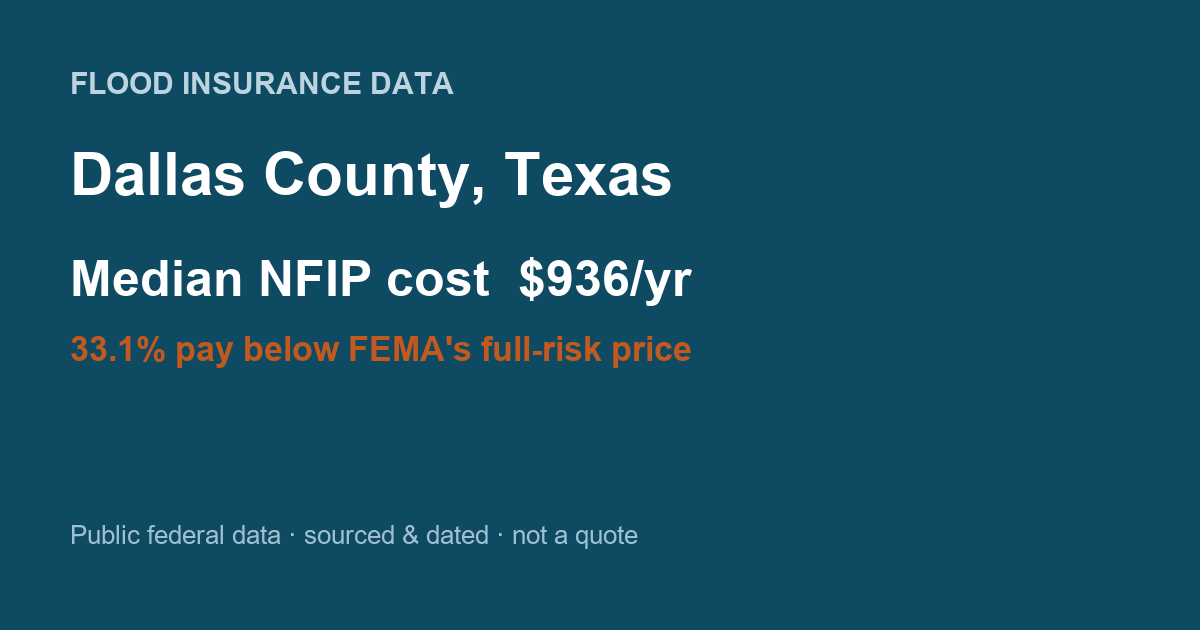 FLOOD INSURANCE DATA
Dallas County, Texas
Median NFIP cost  $936/yr
33.1% pay below FEMA's full-risk price
Public federal data · sourced & dated · not a quote